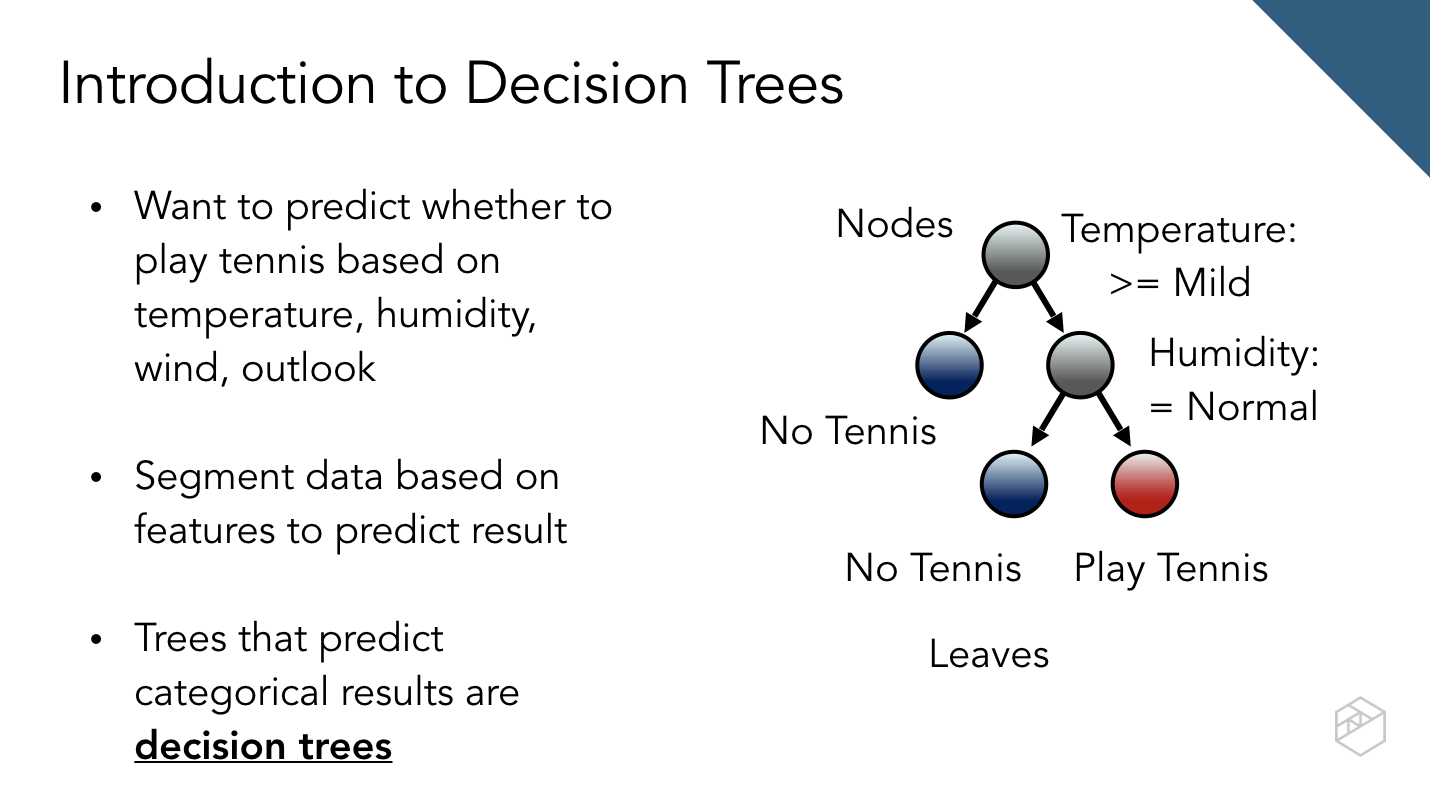 Introduction to Decision Trees
• Want to predict whether to
play tennis based on
temperature, humidity,
wind, outlook
• Segment data based on
features to predict result
• Trees that predict
categorical results are
decision trees
Nodes
Temperature:
>= Mild
Humidity:
= Normal
No Tennis
No Tennis
Play Tennis
Leaves